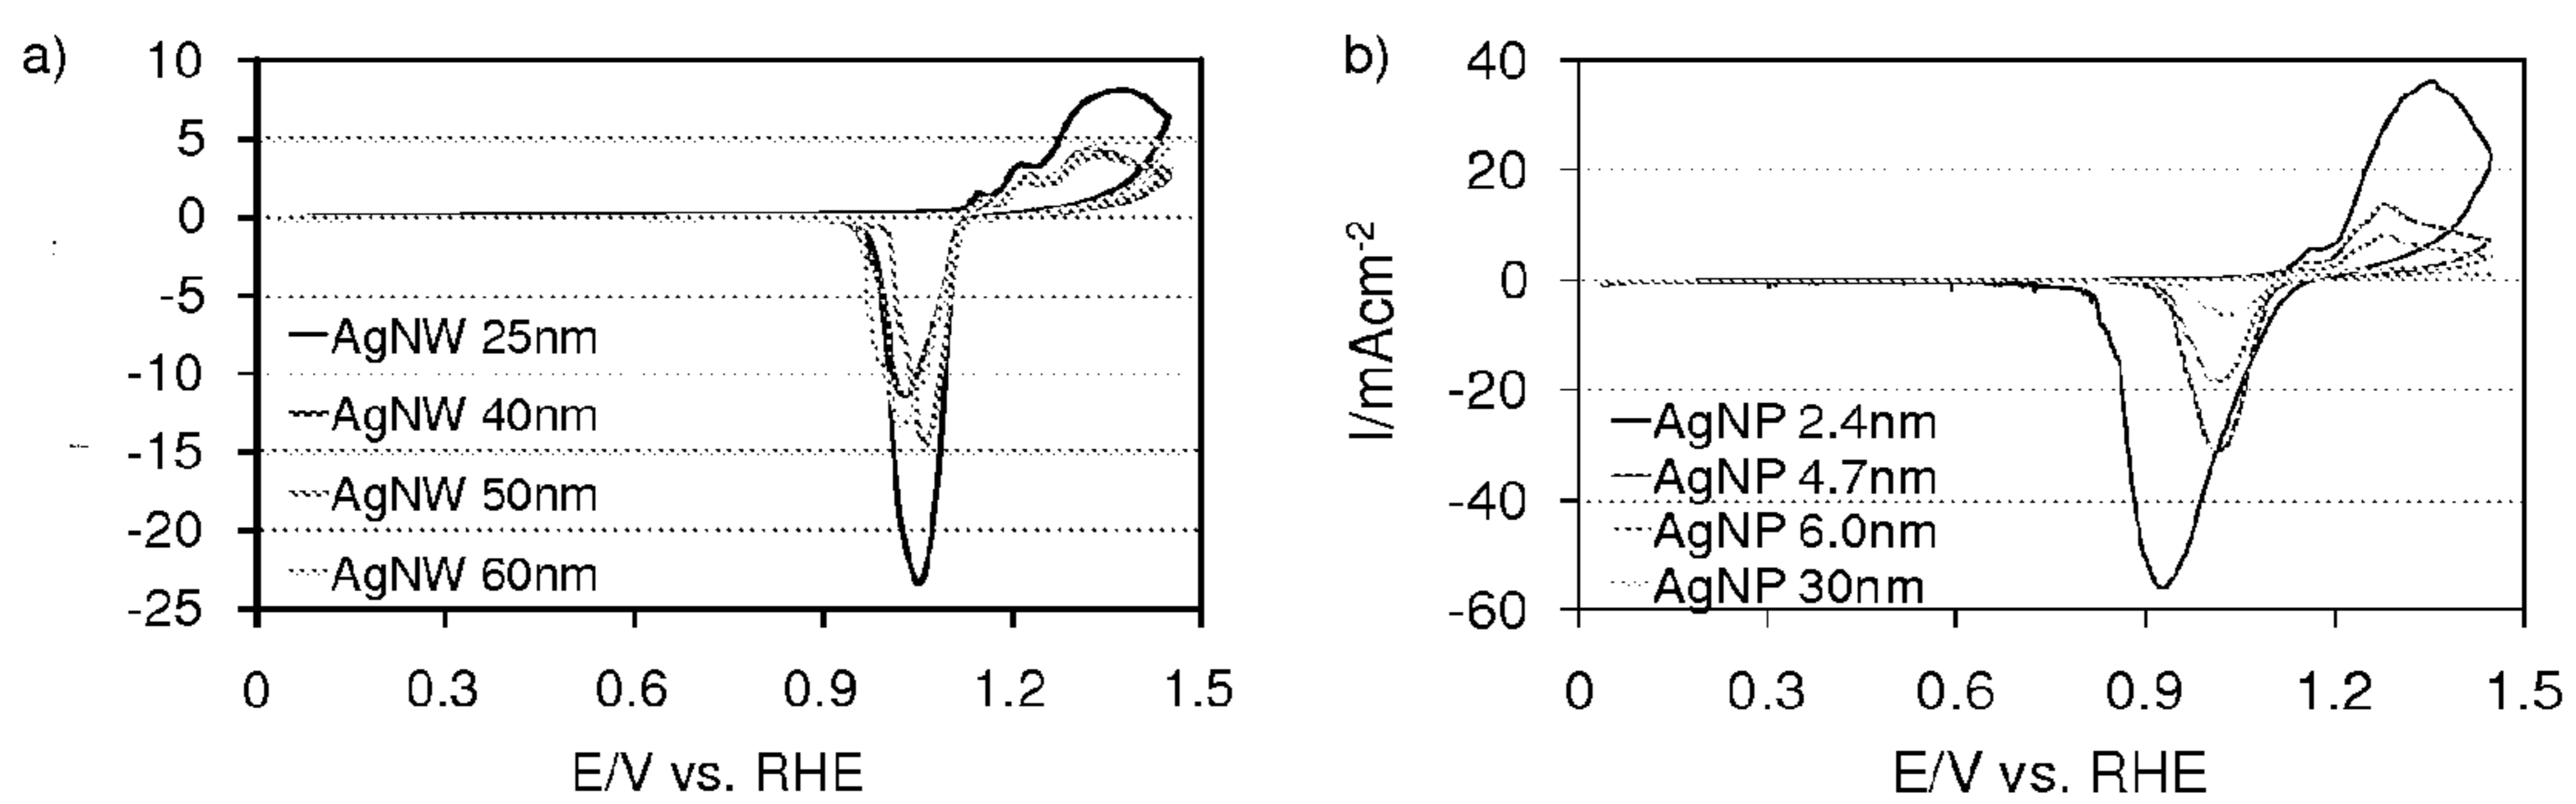 a)
10
5
0
-5
-10
-15
-20
-25
AgNW 25nm
AgNW 40nm
AgNW 50nm
AgNW 60nm
0 0.3 0.6 0.9 1.2 1.5
E/V vs. RHE
b)
I/mAcm-2
40
20
0
-20
-40
-60
AgNP 2.4nm
AgNP 4.7nm
AgNP 6.0nm
AgNP 30nm
0 0.3 0.6 0.9 1.2 1.5
E/V vs. RHE